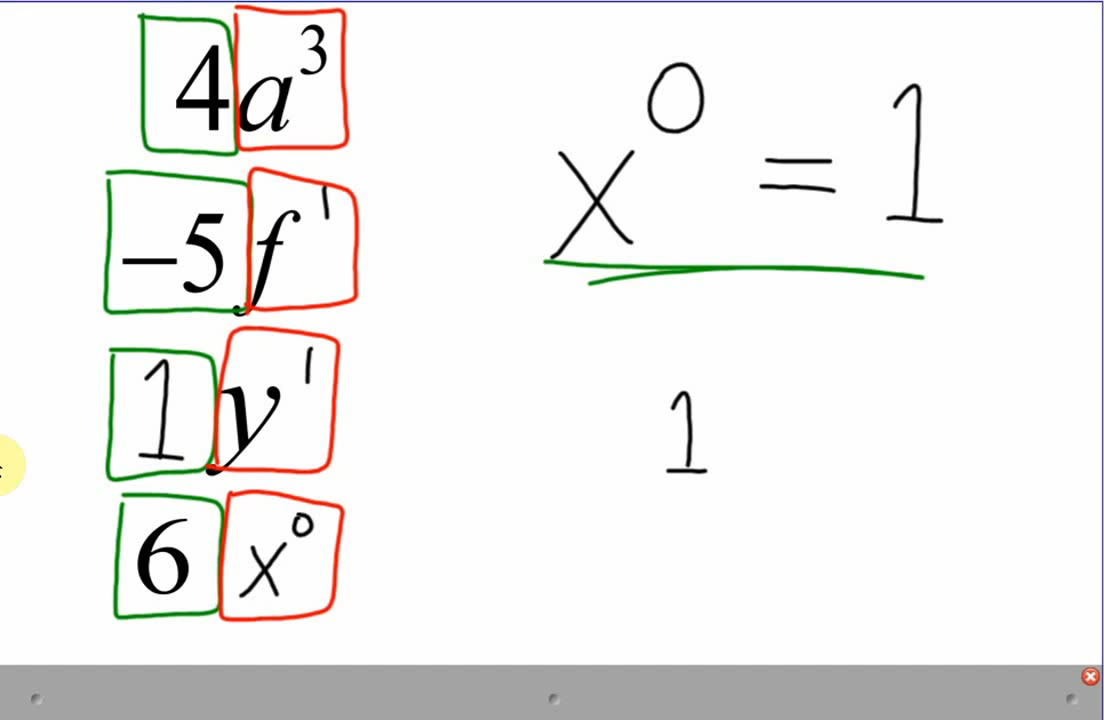 4a³
x⁰ = 1
–5f¹
1y¹
1
6x⁰